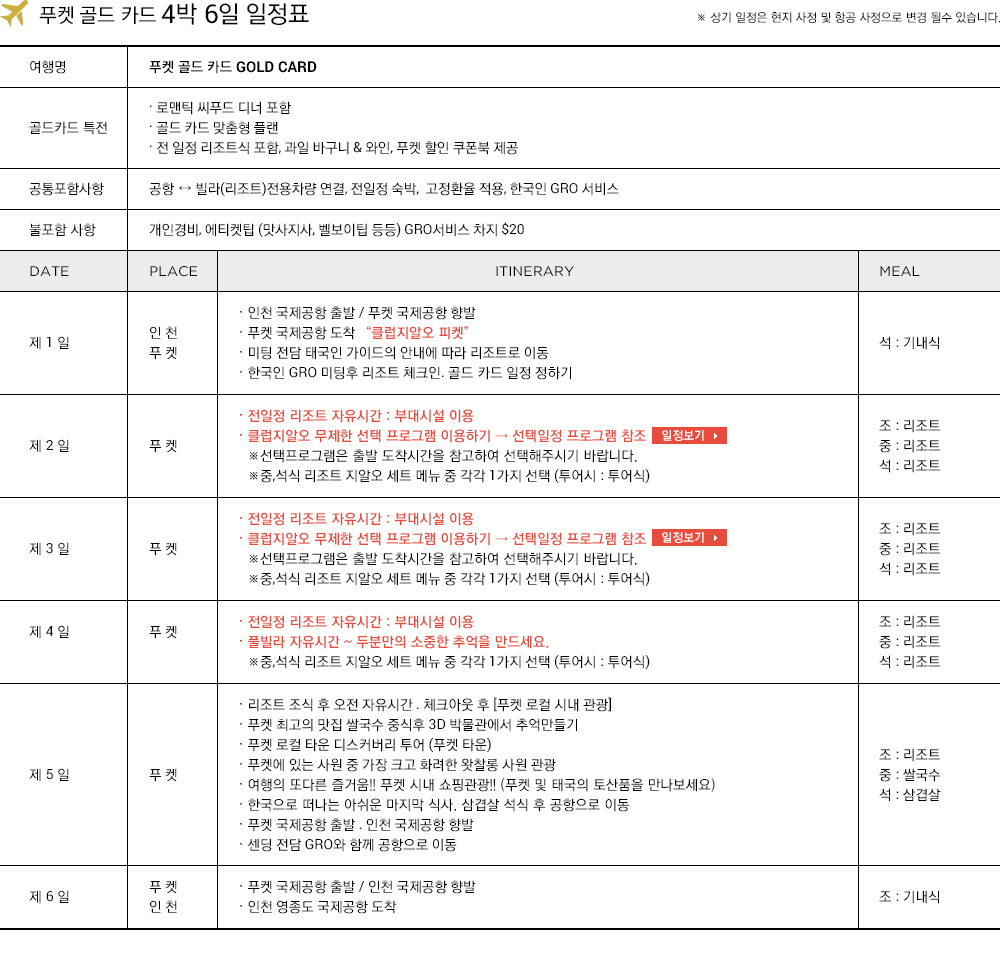 푸켓 골드 카드 4박 6일 일정표
※ 상기 일정은 현지 사정 및 항공 사정으로 변경 될수 있습니다.
여행명
푸켓 골드 카드 GOLD CARD
골드카드 특전
· 로맨틱 씨푸드 디너 포함
· 골드 카드 맞춤형 플랜
· 전 일정 리조트식 포함, 과일 바구니 & 와인, 푸켓 할인 쿠폰북 제공
공통포함사항
공항 ↔ 빌라(리조트)전용차량 연결, 전일정 숙박, 고정환율 적용, 한국인 GRO 서비스
불포함 사항
개인경비, 에티켓팁 (맛사지사, 벨보이팁 등등) GRO서비스 차지 $20
DATE PLACE ITINERARY MEAL
제 1 일
인 천
푸 켓
· 인천 국제공항 출발 / 푸켓 국제공항 향발
· 푸켓 국제공항 도착 “클럽지알오 피켓”
· 미팅 전담 태국인 가이드의 안내에 따라 리조트로 이동
· 한국인 GRO 미팅후 리조트 체크인. 골드 카드 일정 정하기
석 : 기내식
제 2 일
푸 켓
· 전일정 리조트 자유시간 : 부대시설 이용
· 클럽지알오 무제한 선택 프로그램 이용하기 → 선택일정 프로그램 참조 일정보기
※선택프로그램은 출발 도착시간을 참고하여 선택해주시기 바랍니다.
※중,석식 리조트 지알오 세트 메뉴 중 각각 1가지 선택 (투어시 : 투어식)
조 : 리조트
중 : 리조트
석 : 리조트
제 3 일
푸 켓
· 전일정 리조트 자유시간 : 부대시설 이용
· 클럽지알오 무제한 선택 프로그램 이용하기 → 선택일정 프로그램 참조 일정보기
※선택프로그램은 출발 도착시간을 참고하여 선택해주시기 바랍니다.
※중,석식 리조트 지알오 세트 메뉴 중 각각 1가지 선택 (투어시 : 투어식)
조 : 리조트
중 : 리조트
석 : 리조트
제 4 일
푸 켓
· 전일정 리조트 자유시간 : 부대시설 이용
· 풀빌라 자유시간 ~ 두분만의 소중한 추억을 만드세요.
※중,석식 리조트 지알오 세트 메뉴 중 각각 1가지 선택 (투어시 : 투어식)
조 : 리조트
중 : 리조트
석 : 리조트
제 5 일
푸 켓
· 리조트 조식 후 오전 자유시간 . 체크아웃 후 [푸켓 로컬 시내 관광]
· 푸켓 최고의 맛집 쌀국수 중식후 3D 박물관에서 추억만들기
· 푸켓 로컬 타운 디스커버리 투어 (푸켓 타운)
· 푸켓에 있는 사원 중 가장 크고 화려한 왓찰롱 사원 관광
· 여행의 또다른 즐거움!! 푸켓 시내 쇼핑관광!! (푸켓 및 태국의 토산품을 만나보세요)
· 한국으로 떠나는 아쉬운 마지막 식사. 삼겹살 석식 후 공항으로 이동
· 푸켓 국제공항 출발 . 인천 국제공항 향발
· 센딩 전담 GRO와 함께 공항으로 이동
조 : 리조트
중 : 쌀국수
석 : 삼겹살
제 6 일
푸 켓
인 천
· 푸켓 국제공항 출발 / 인천 국제공항 향발
· 인천 영종도 국제공항 도착
조 : 기내식